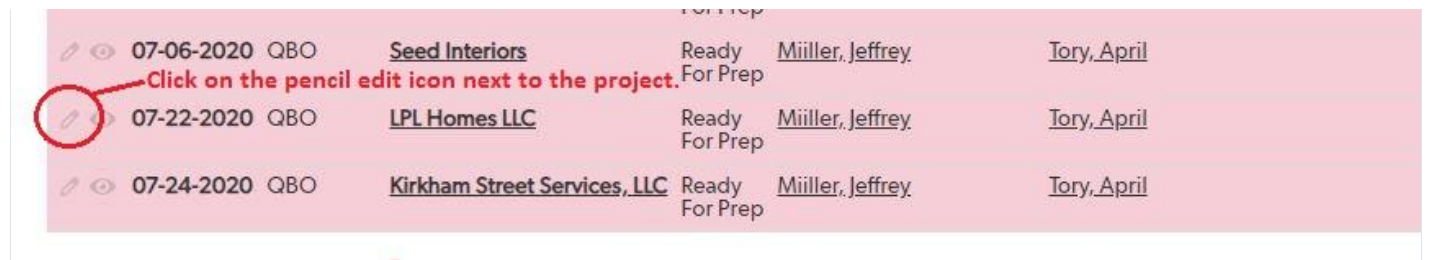 For Prep
07-06-2020 QBO Seed Interiors Ready Miiller, Jeffrey Tory, April
For Prep
Click on the pencil edit icon next to the project.
07-22-2020 QBO LPL Homes LLC Ready Miiller, Jeffrey Tory, April
For Prep
07-24-2020 QBO Kirkham Street Services, LLC Ready Miiller, Jeffrey Tory, April
For Prep